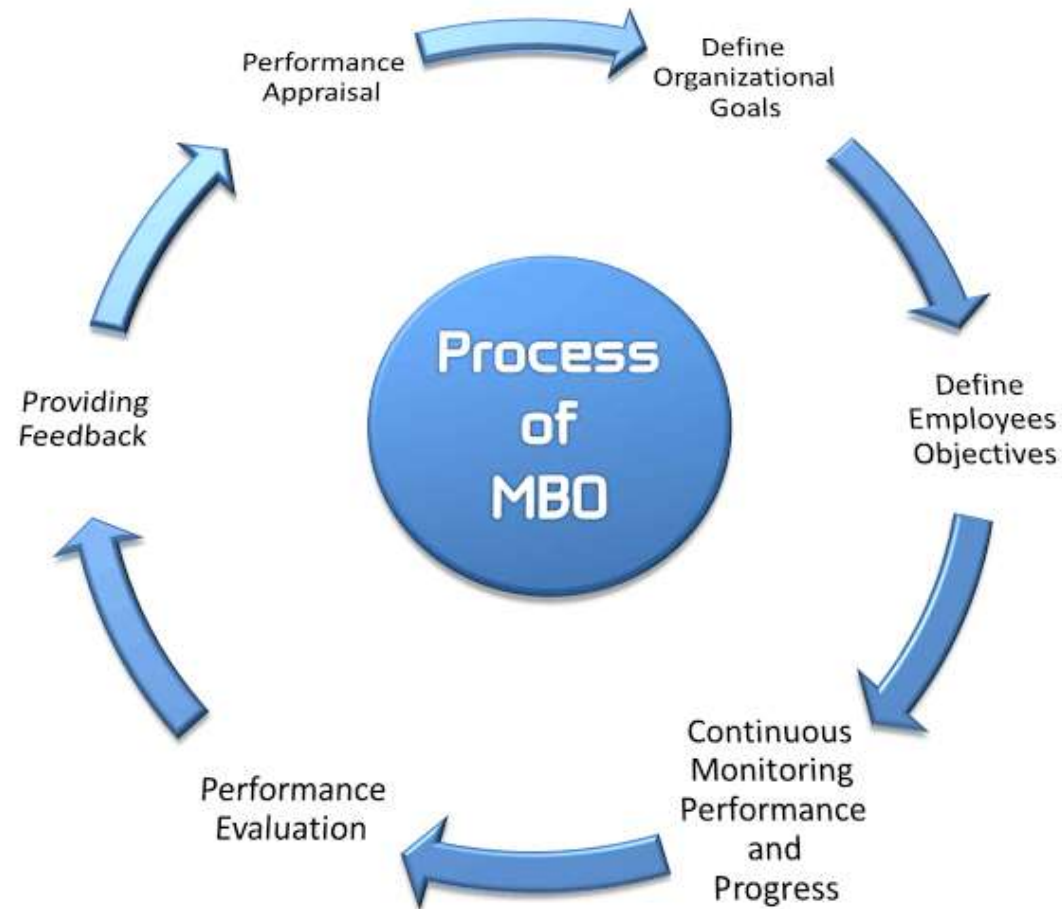 Process
of
MBO
Define
Organizational
Goals
Define
Employees
Objectives
Continuous
Monitoring
Performance
and
Progress
Performance
Evaluation
Providing
Feedback
Performance
Appraisal